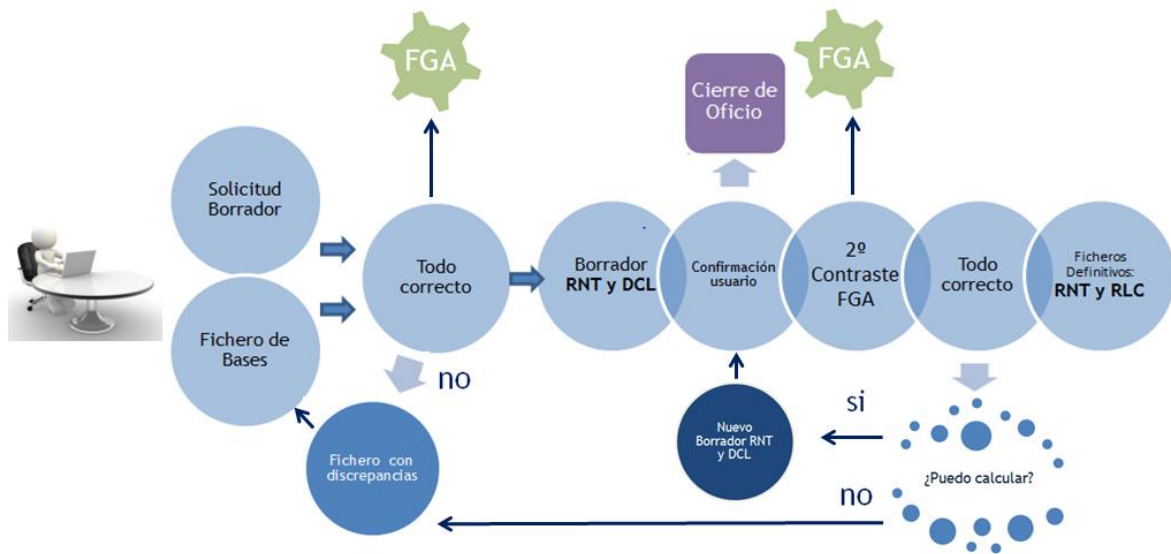 FGA
FGA
Cierre de
Oficio
Solicitud
Borrador
Fichero de
Bases
Todo
correcto
Borrador
RNT y DCL
Confirmación
usuario
2º
Contraste
FGA
Todo
correcto
Ficheros
Definitivos:
RNT y RLC
no
Fichero con
discrepancias
Nuevo
Borrador RNT
y DCL
si
no
¿Puedo calcular?